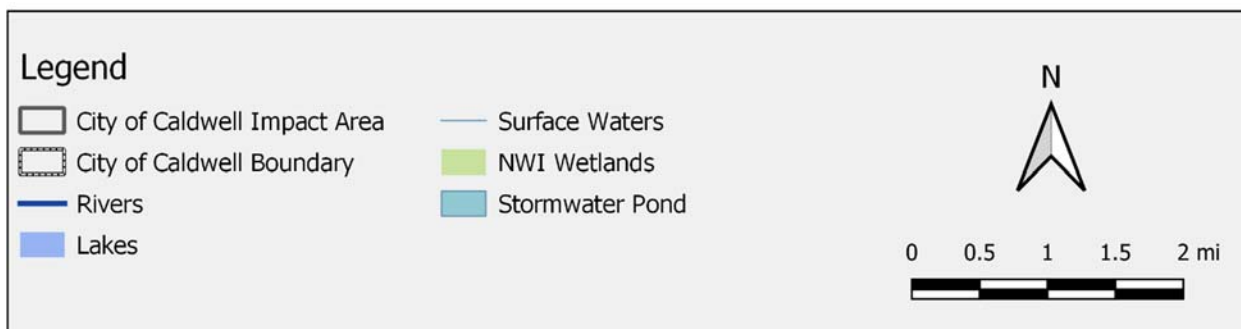 Legend
City of Caldwell Impact Area
City of Caldwell Boundary
Rivers
Lakes
Surface Waters
NWI Wetlands
Stormwater Pond
N
0 0.5 1 1.5 2 mi